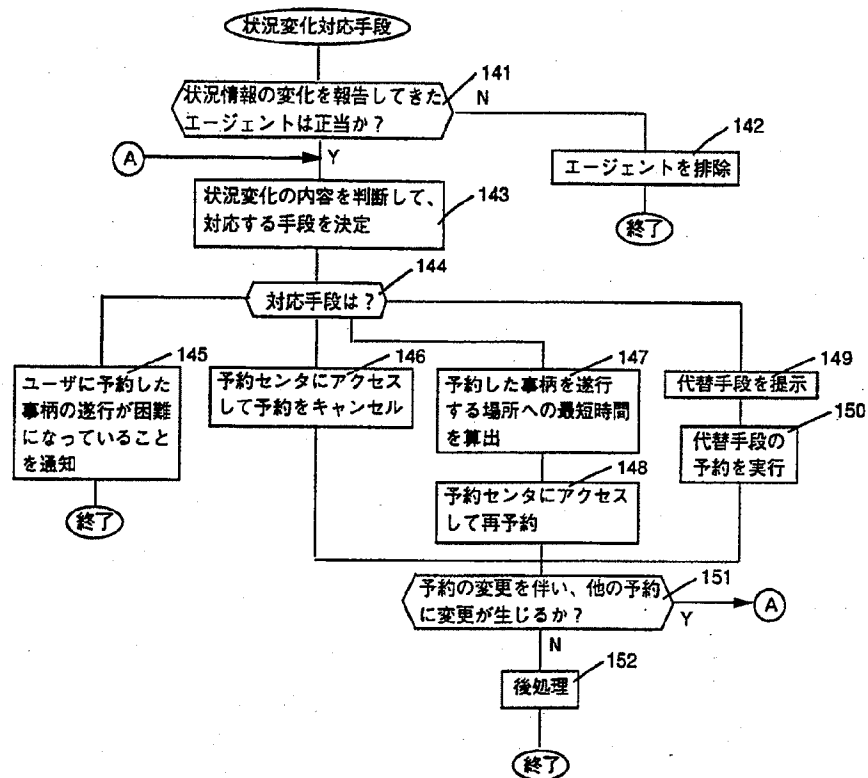 状況変化対応手段
141
状況情報の変化を報告してきた
エージェントは正当か？
N
142
エージェントを排除
終了
A
Y
143
状況変化の内容を判断して、
対応する手段を決定
144
対応手段は？
145
ユーザに予約した
事柄の遂行が困難
になっていること
を通知
終了
146
予約センタにアクセス
して予約をキャンセル
147
予約した事柄を遂行
する場所への最短時間
を算出
148
予約センタにアクセス
して再予約
149
代替手段を提示
150
代替手段の
予約を実行
151
予約の変更を伴い、他の予約
に変更が生じるか？
Y
A
N
152
後処理
終了